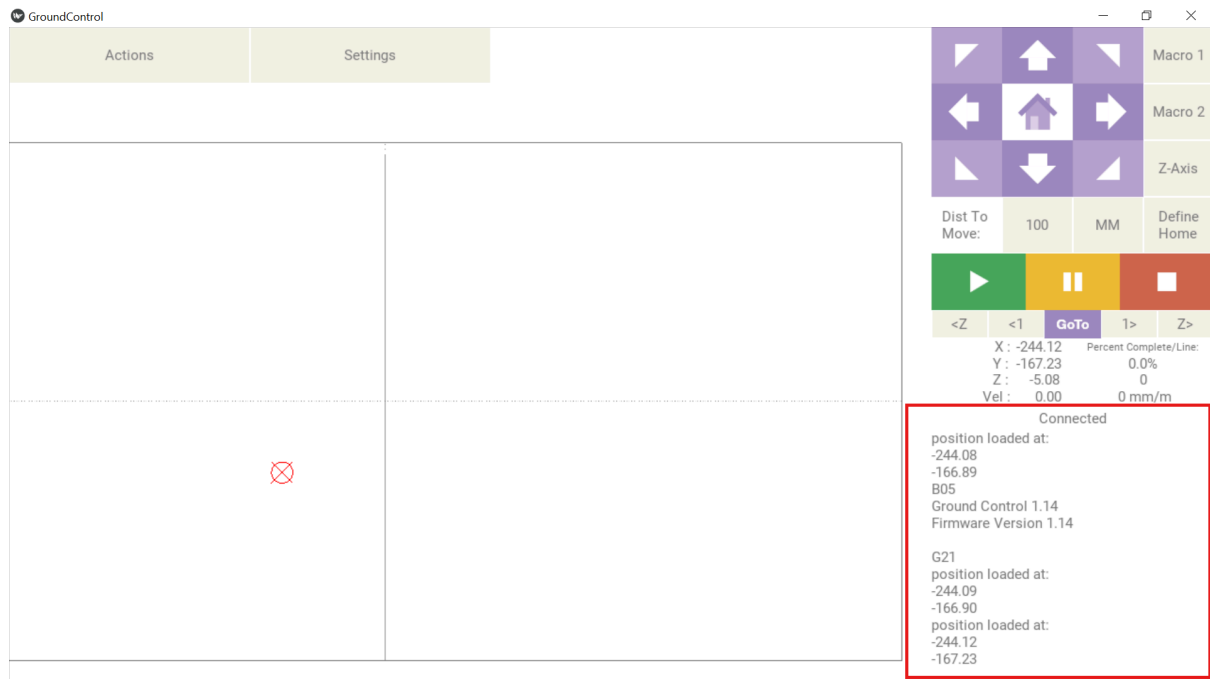 GroundControl
Actions
Settings
Macro 1
Macro 2
Z-Axis
Dist To
Move:
100
MM
Define
Home
<Z
<1
GoTo
1>
Z>
X : -244.12
Percent Complete/Line:
Y : -167.23
0.0%
Z : -5.08
0
Vel : 0.00
0 mm/m
Connected
position loaded at:
-244.08
-166.89
B05
Ground Control 1.14
Firmware Version 1.14
G21
position loaded at:
-244.09
-166.90
position loaded at:
-244.12
-167.23